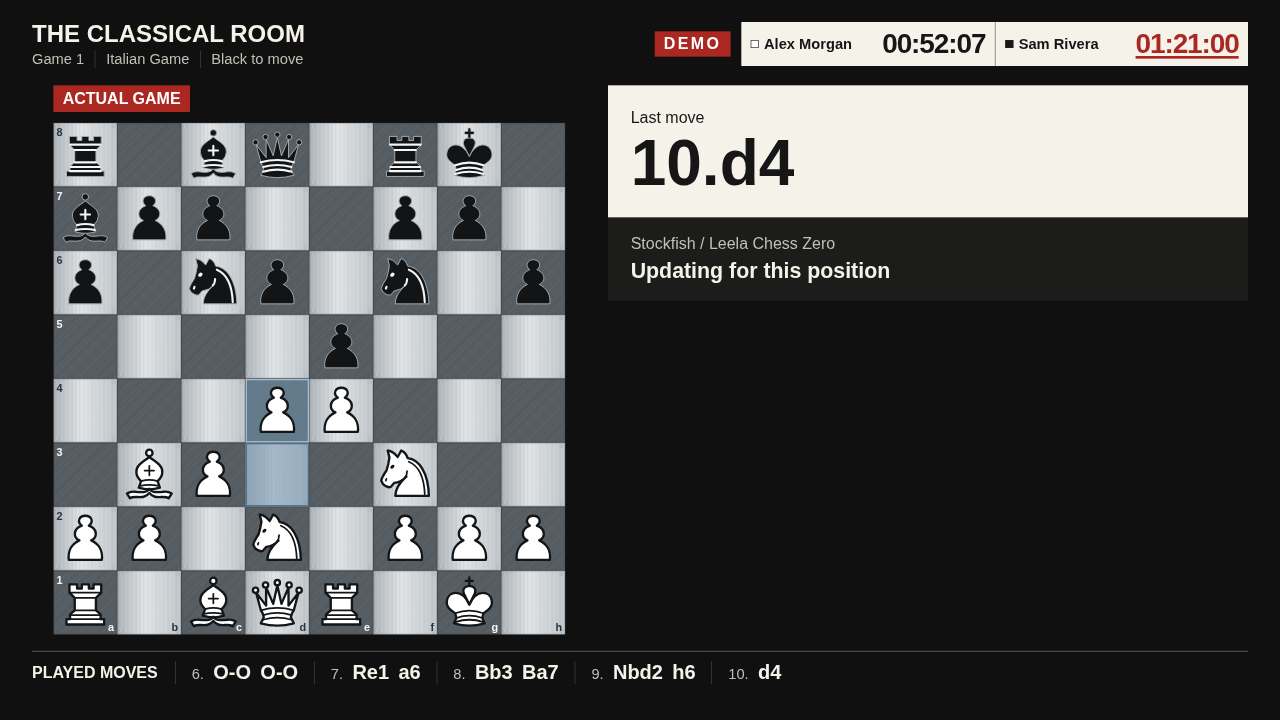 THE CLASSICAL ROOM
Game 1 Italian Game Black to move
DEMO
Alex Morgan 00:52:07
Sam Rivera 01:21:00
ACTUAL GAME
8
7
6
5
4
3
2
1
a b c d e f g h
Last move
10.d4
Stockfish / Leela Chess Zero
Updating for this position
PLAYED MOVES 6. O-O O-O 7. Re1 a6 8. Bb3 Ba7 9. Nbd2 h6 10. d4